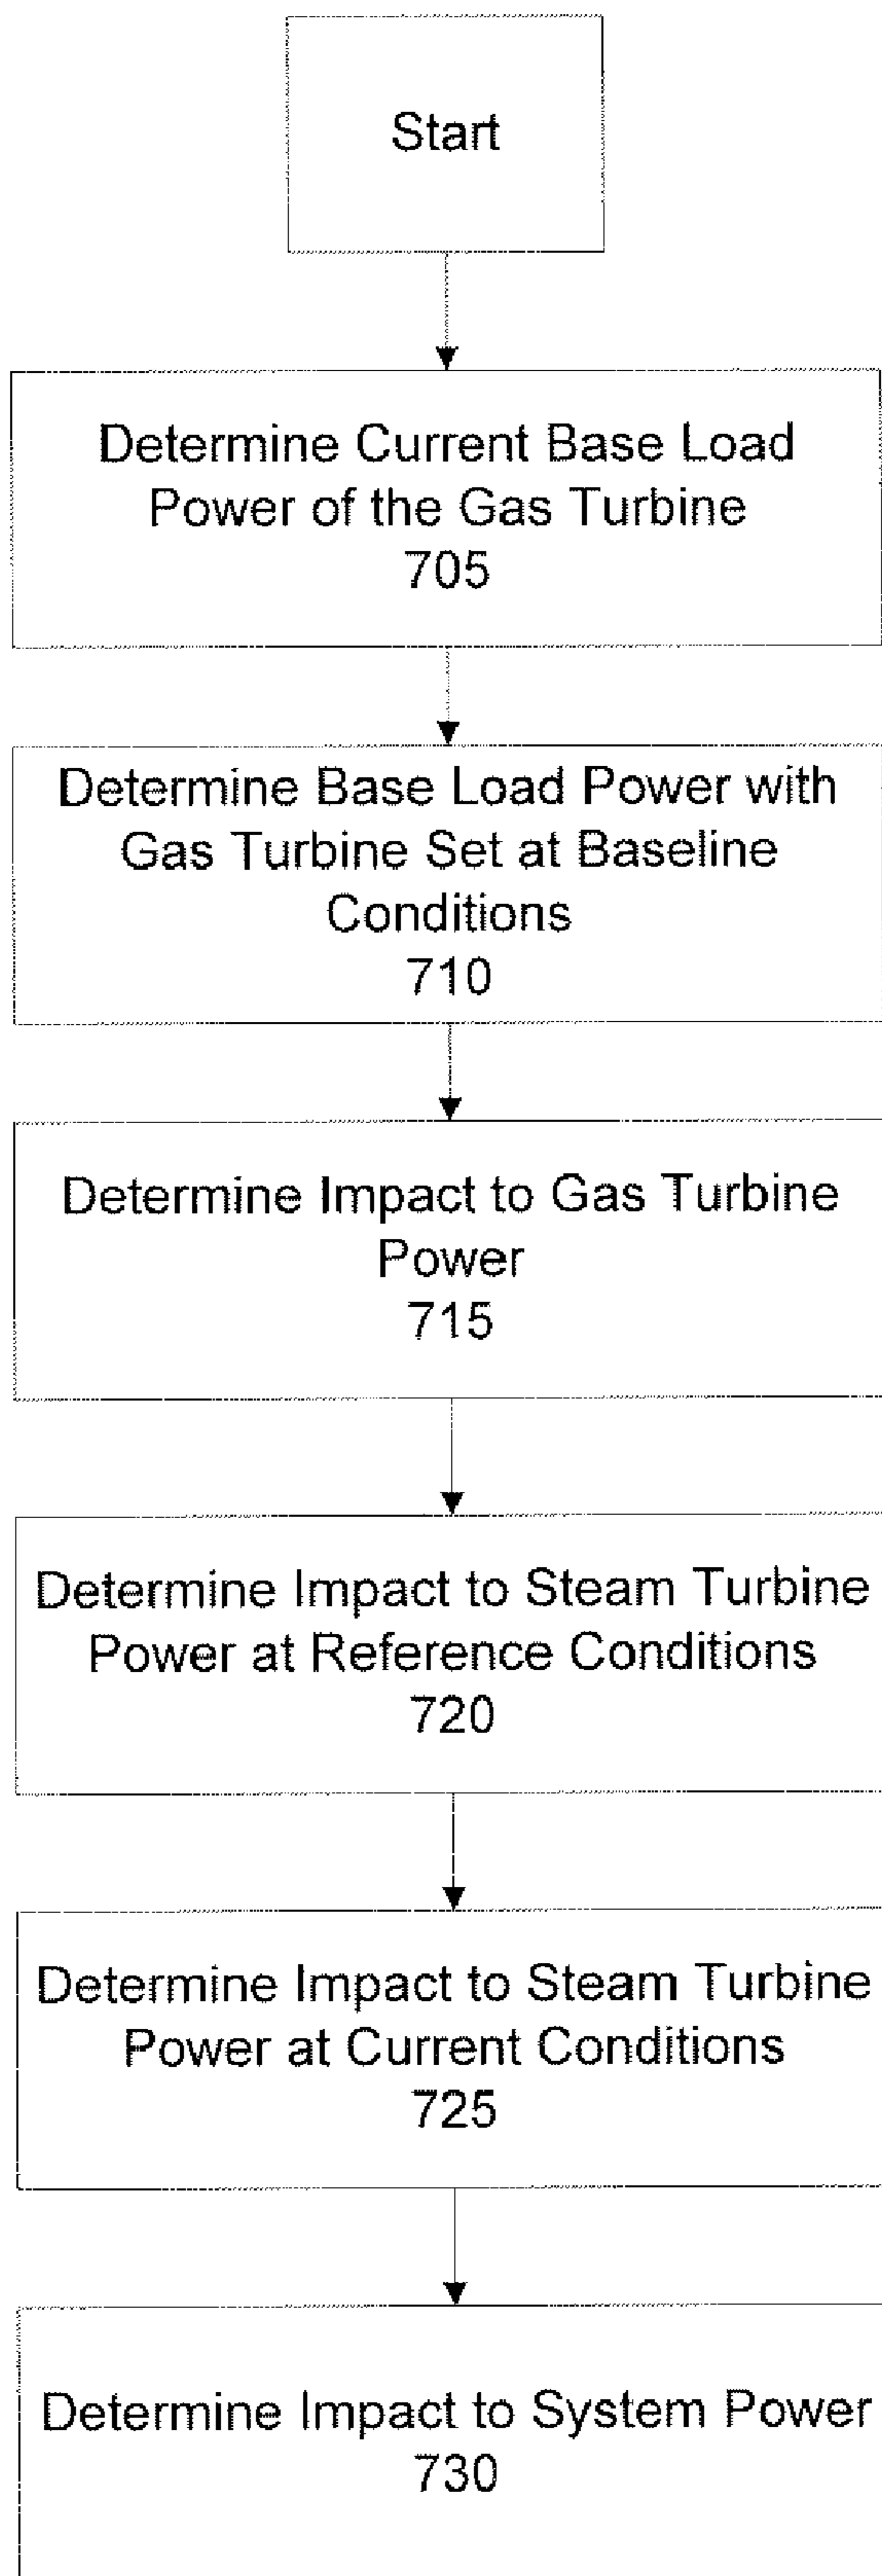 Start
Determine Current Base Load
Power of the Gas Turbine
705
Determine Base Load Power with
Gas Turbine Set at Baseline
Conditions
710
Determine Impact to Gas Turbine
Power
715
Determine Impact to Steam Turbine
Power at Reference Conditions
720
Determine Impact to Steam Turbine
Power at Current Conditions
725
Determine Impact to System Power
730